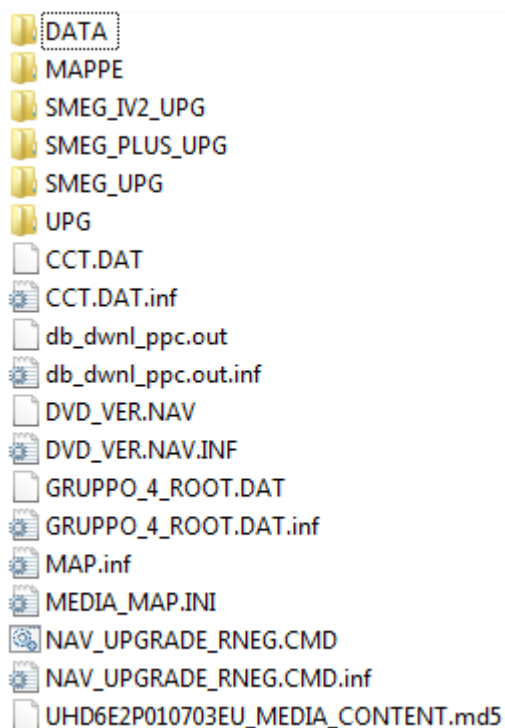 DATA
MAPPE
SMEG_IV2_UPG
SMEG_PLUS_UPG
SMEG_UPG
UPG
CCT.DAT
CCT.DAT.inf
db_dwnl_ppc.out
db_dwnl_ppc.out.inf
DVD_VER.NAV
DVD_VER.NAV.INF
GRUPPO_4_ROOT.DAT
GRUPPO_4_ROOT.DAT.inf
MAP.inf
MEDIA_MAP.INI
NAV_UPGRADE_RNEG.CMD
NAV_UPGRADE_RNEG.CMD.inf
UHD6E2P010703EU_MEDIA_CONTENT.md5